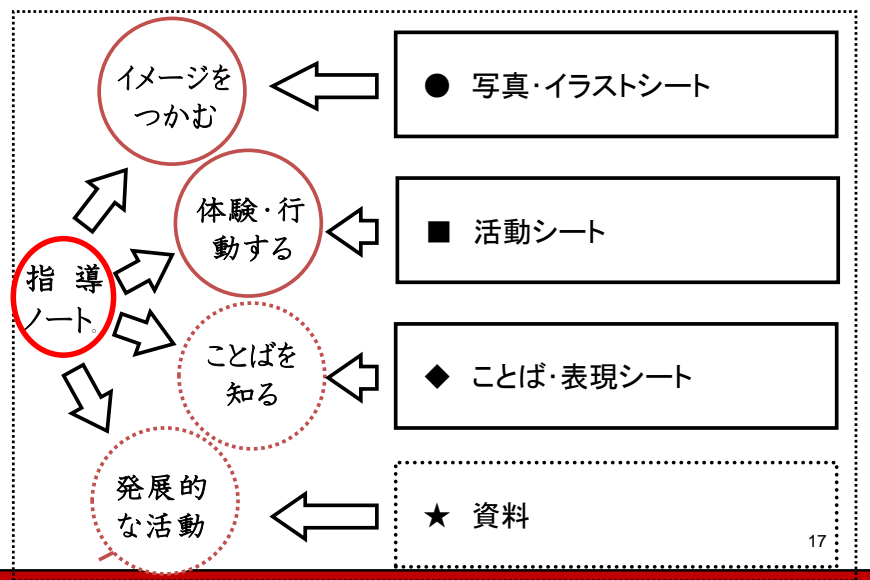 イメージを
つかむ
● 写真・イラストシート
体験・行
動する
■ 活動シート
指 導
ノート。
ことばを
知る
◆ ことば・表現シート
発展的
な活動
★ 資料
17